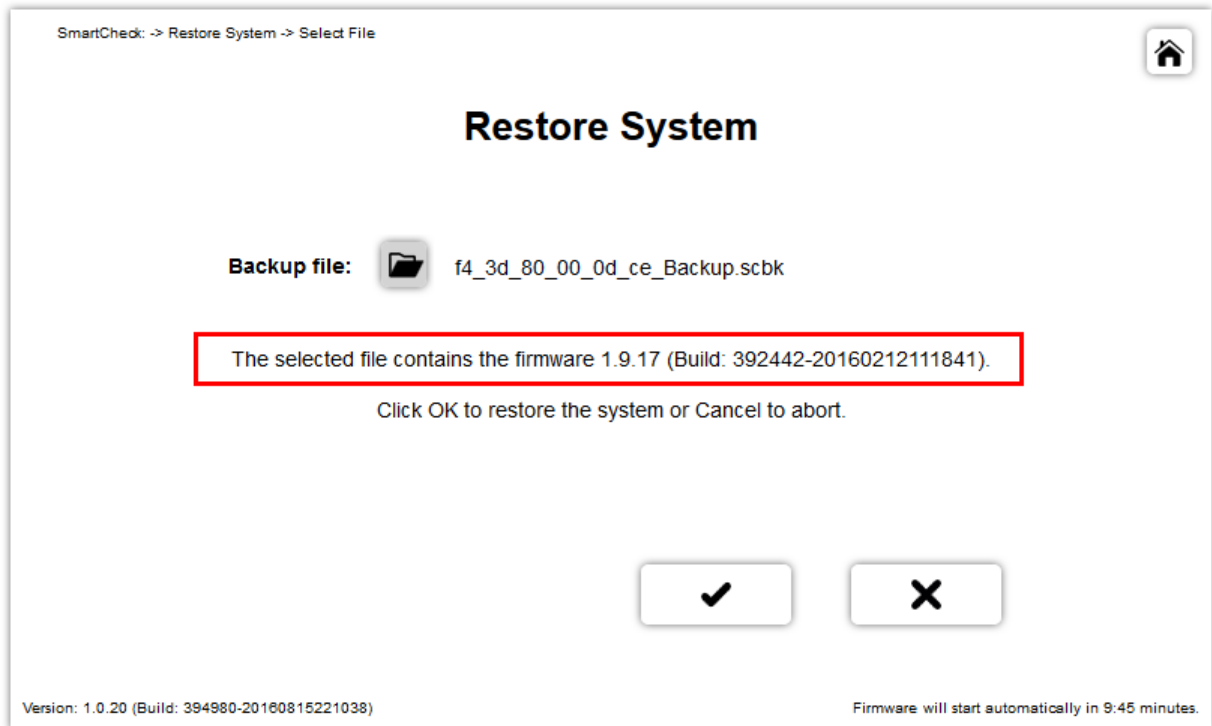 SmartCheck: -> Restore System -> Select File
Restore System
Backup file: f4_3d_80_00_0d_ce_Backup.scbk
The selected file contains the firmware 1.9.17 (Build: 392442-20160212111841).
Click OK to restore the system or Cancel to abort.
Version: 1.0.20 (Build: 394980-20160815221038) Firmware will start automatically in 9:45 minutes.